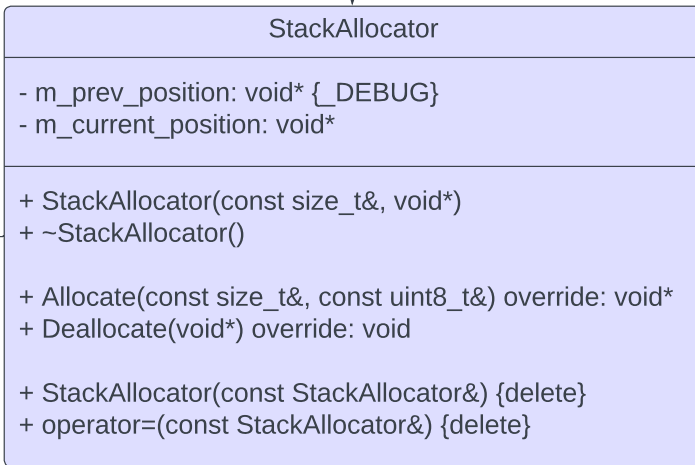 StackAllocator
- m_prev_position: void* {_DEBUG}
- m_current_position: void*
+ StackAllocator(const size_t&, void*)
+ ~StackAllocator()
+ Allocate(const size_t&, const uint8_t&) override: void*
+ Deallocate(void*) override: void
+ StackAllocator(const StackAllocator&) {delete}
+ operator=(const StackAllocator&) {delete}